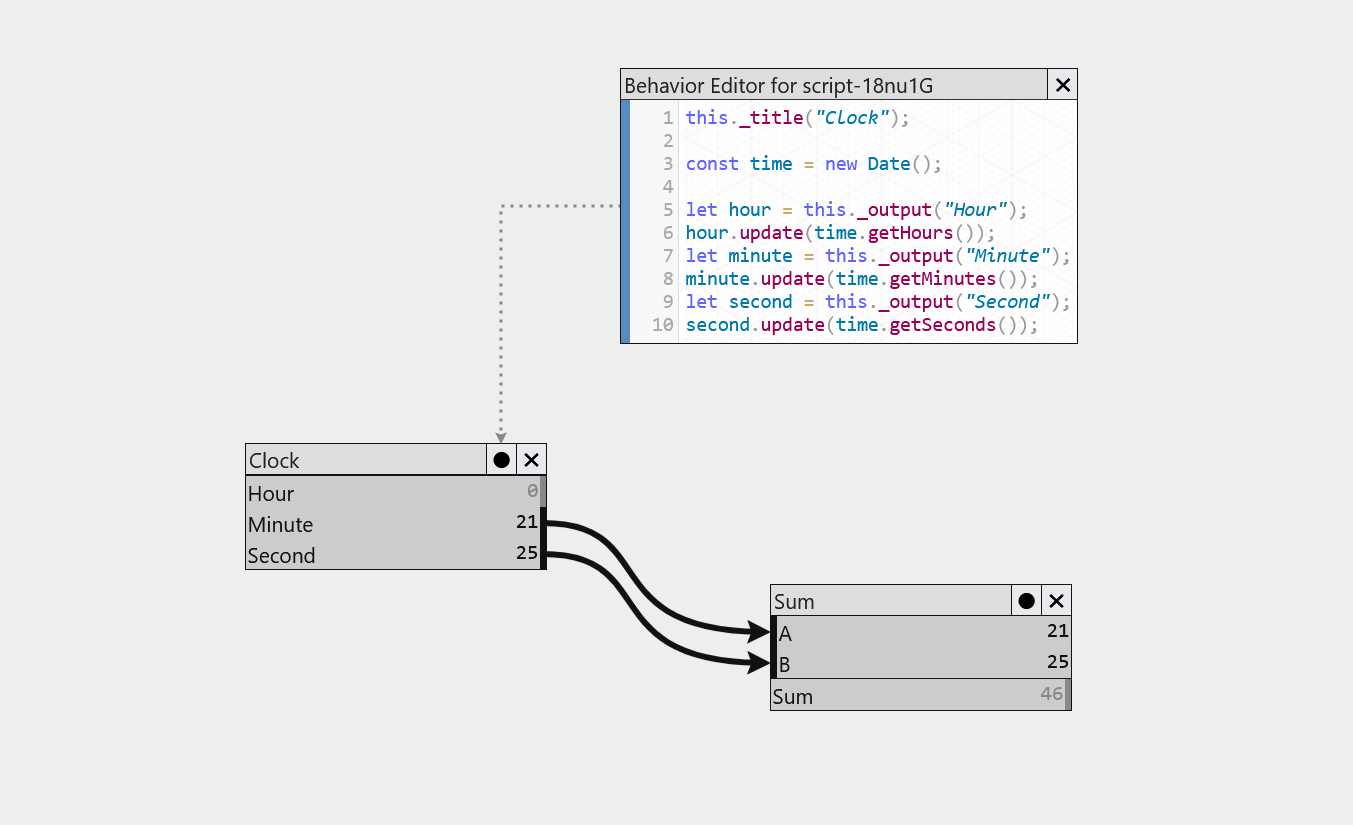 Behavior Editor for script-18nu1G
1 this._title("Clock");
2
3 const time = new Date();
4
5 let hour = this._output("Hour");
6 hour.update(time.getHours());
7 let minute = this._output("Minute");
8 minute.update(time.getMinutes());
9 let second = this._output("Second");
10 second.update(time.getSeconds());
Clock
Hour 0
Minute 21
Second 25
Sum
A 21
B 25
Sum 46